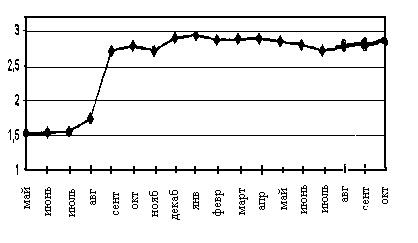 3
2,5
2
1,5
1
май
июнь
июль
авг
сент
окт
нояб
декаб
янв
февр
март
апр
май
июнь
июль
авг
сент
окт